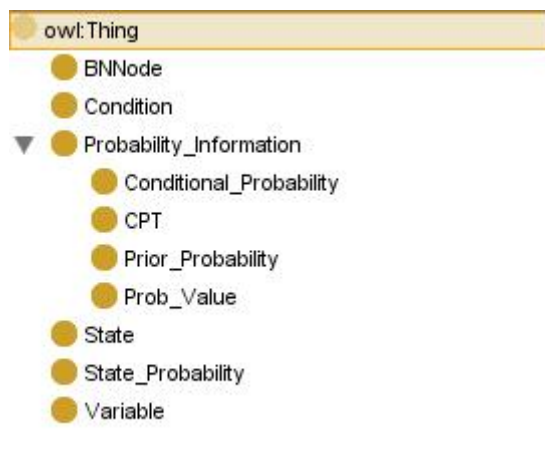 owl:Thing
BNNode
Condition
Probability_Information
Conditional_Probability
CPT
Prior_Probability
Prob_Value
State
State_Probability
Variable